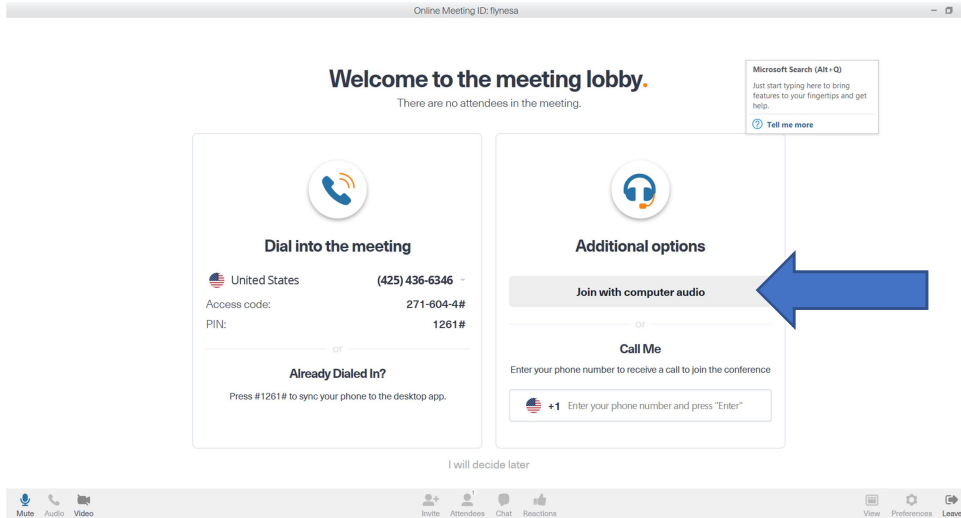 Online Meeting ID: flynesa
Welcome to the meeting lobby.
There are no attendees in the meeting.
Microsoft Search (Alt+Q)
Just start typing here to bring
features to your fingertips and get
help.
? Tell me more
Dial into the meeting
United States (425) 436-6346
Access code: 271-604-4#
PIN: 1261#
or
Already Dialed In?
Press #1261# to sync your phone to the desktop app.
Additional options
Join with computer audio
or
Call Me
Enter your phone number to receive a call to join the conference
+1 Enter your phone number and press "Enter"
I will decide later
1
Mute Audio Video Invite Attendees Chat Reactions View Preferences Leave